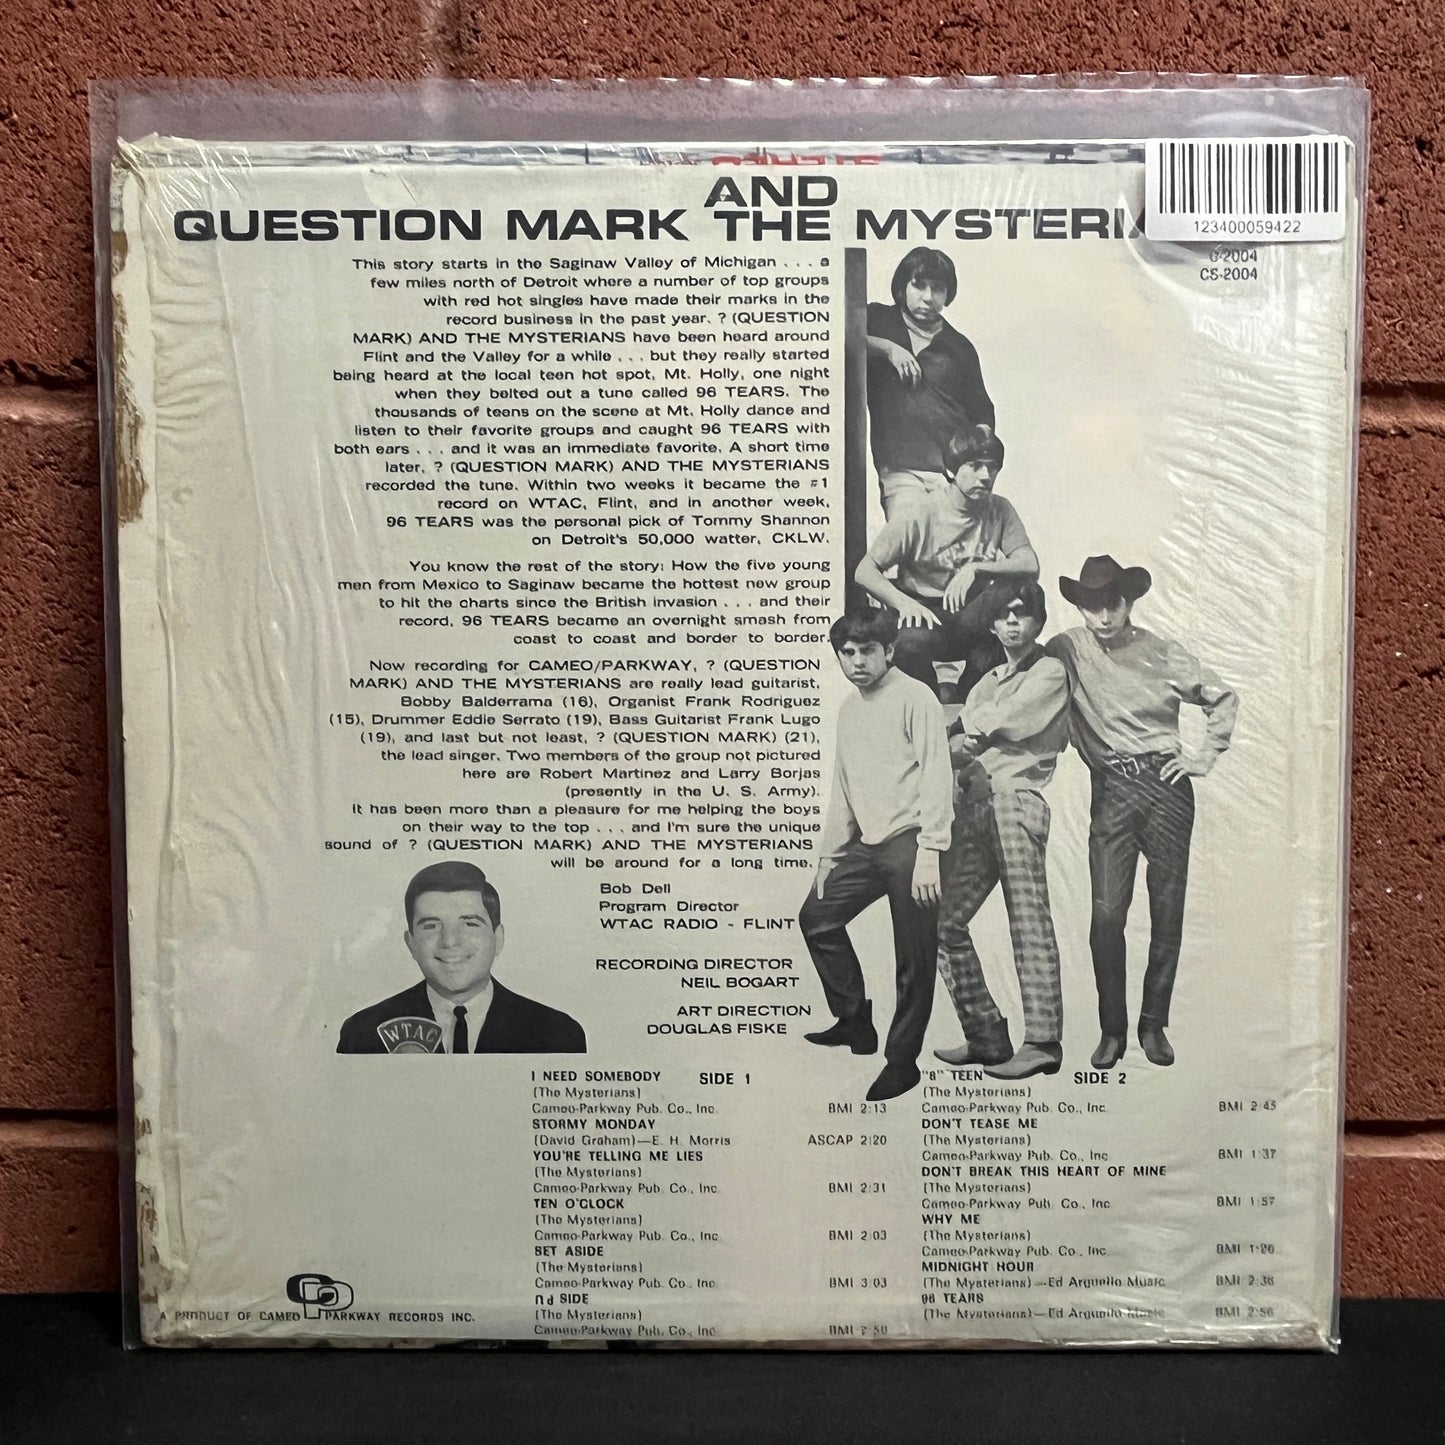 AND
QUESTION MARK THE MYSTERIA
123400059422
C-2004
CS-2004
This story starts in the Saginaw Valley of Michigan . . . a
few miles north of Detroit where a number of top groups
with red hot singles have made their marks in the
record business in the past year. ? (QUESTION
MARK) AND THE MYSTERIANS have been heard around
Flint and the Valley for a while . . . but they really started
being heard at the local teen hot spot, Mt. Holly, one night
when they belted out a tune called 96 TEARS. The
thousands of teens on the scene at Mt. Holly dance and
listen to their favorite groups and caught 96 TEARS with
both ears . . . and it was an immediate favorite. A short time
later, ? (QUESTION MARK) AND THE MYSTERIANS
recorded the tune. Within two weeks it became the #1
record on WTAC, Flint, and in another week,
96 TEARS was the personal pick of Tommy Shannon
on Detroit's 50,000 watter, CKLW.
You know the rest of the story: How the five young
men from Mexico to Saginaw became the hottest new group
to hit the charts since the British invasion . . . and their
record, 96 TEARS became an overnight smash from
coast to coast and border to border.
Now recording for CAMEO/PARKWAY, ? (QUESTION
MARK) AND THE MYSTERIANS are really lead guitarist,
Bobby Balderrama (16), Organist Frank Rodriguez
(15), Drummer Eddie Serrato (19), Bass Guitarist Frank Lugo
(19), and last but not least, ? (QUESTION MARK) (21),
the lead singer. Two members of the group not pictured
here are Robert Martinez and Larry Borjas
(presently in the U. S. Army).
It has been more than a pleasure for me helping the boys
on their way to the top . . . and I'm sure the unique
sound of ? (QUESTION MARK) AND THE MYSTERIANS
will be around for a long time.
Bob Dell
Program Director
WTAC RADIO - FLINT
RECORDING DIRECTOR
NEIL BOGART
ART DIRECTION
DOUGLAS FISKE
WTAC
SIDE 1
I NEED SOMEBODY
(The Mysterians)
Cameo-Parkway Pub. Co., Inc. BMI 2:13
STORMY MONDAY
(David Graham)—E. H. Morris ASCAP 2:20
YOU'RE TELLING ME LIES
(The Mysterians)
Cameo-Parkway Pub. Co., Inc. BMI 2:31
TEN O'CLOCK
(The Mysterians)
Cameo-Parkway Pub. Co., Inc. BMI 2:03
SET ASIDE
(The Mysterians)
Cameo-Parkway Pub. Co., Inc. BMI 3:03
SIDE
(The Mysterians)
Cameo-Parkway Pub. Co., Inc. BMI 2:50
SIDE 2
"8" TEEN
(The Mysterians)
Cameo-Parkway Pub. Co., Inc. BMI 2:45
DON'T TEASE ME
(The Mysterians)
Cameo-Parkway Pub. Co., Inc. BMI 1:37
DON'T BREAK THIS HEART OF MINE
(The Mysterians)
Cameo-Parkway Pub. Co., Inc. BMI 1:57
WHY ME
(The Mysterians)
Cameo-Parkway Pub. Co., Inc. BMI
MIDNIGHT HOUR
(The Mysterians)—Ed Arguello Music BMI 2:36
96 TEARS
(The Mysterians)—Ed Arguello Music BMI 2:56
A PRODUCT OF CAMEO PARKWAY RECORDS INC.